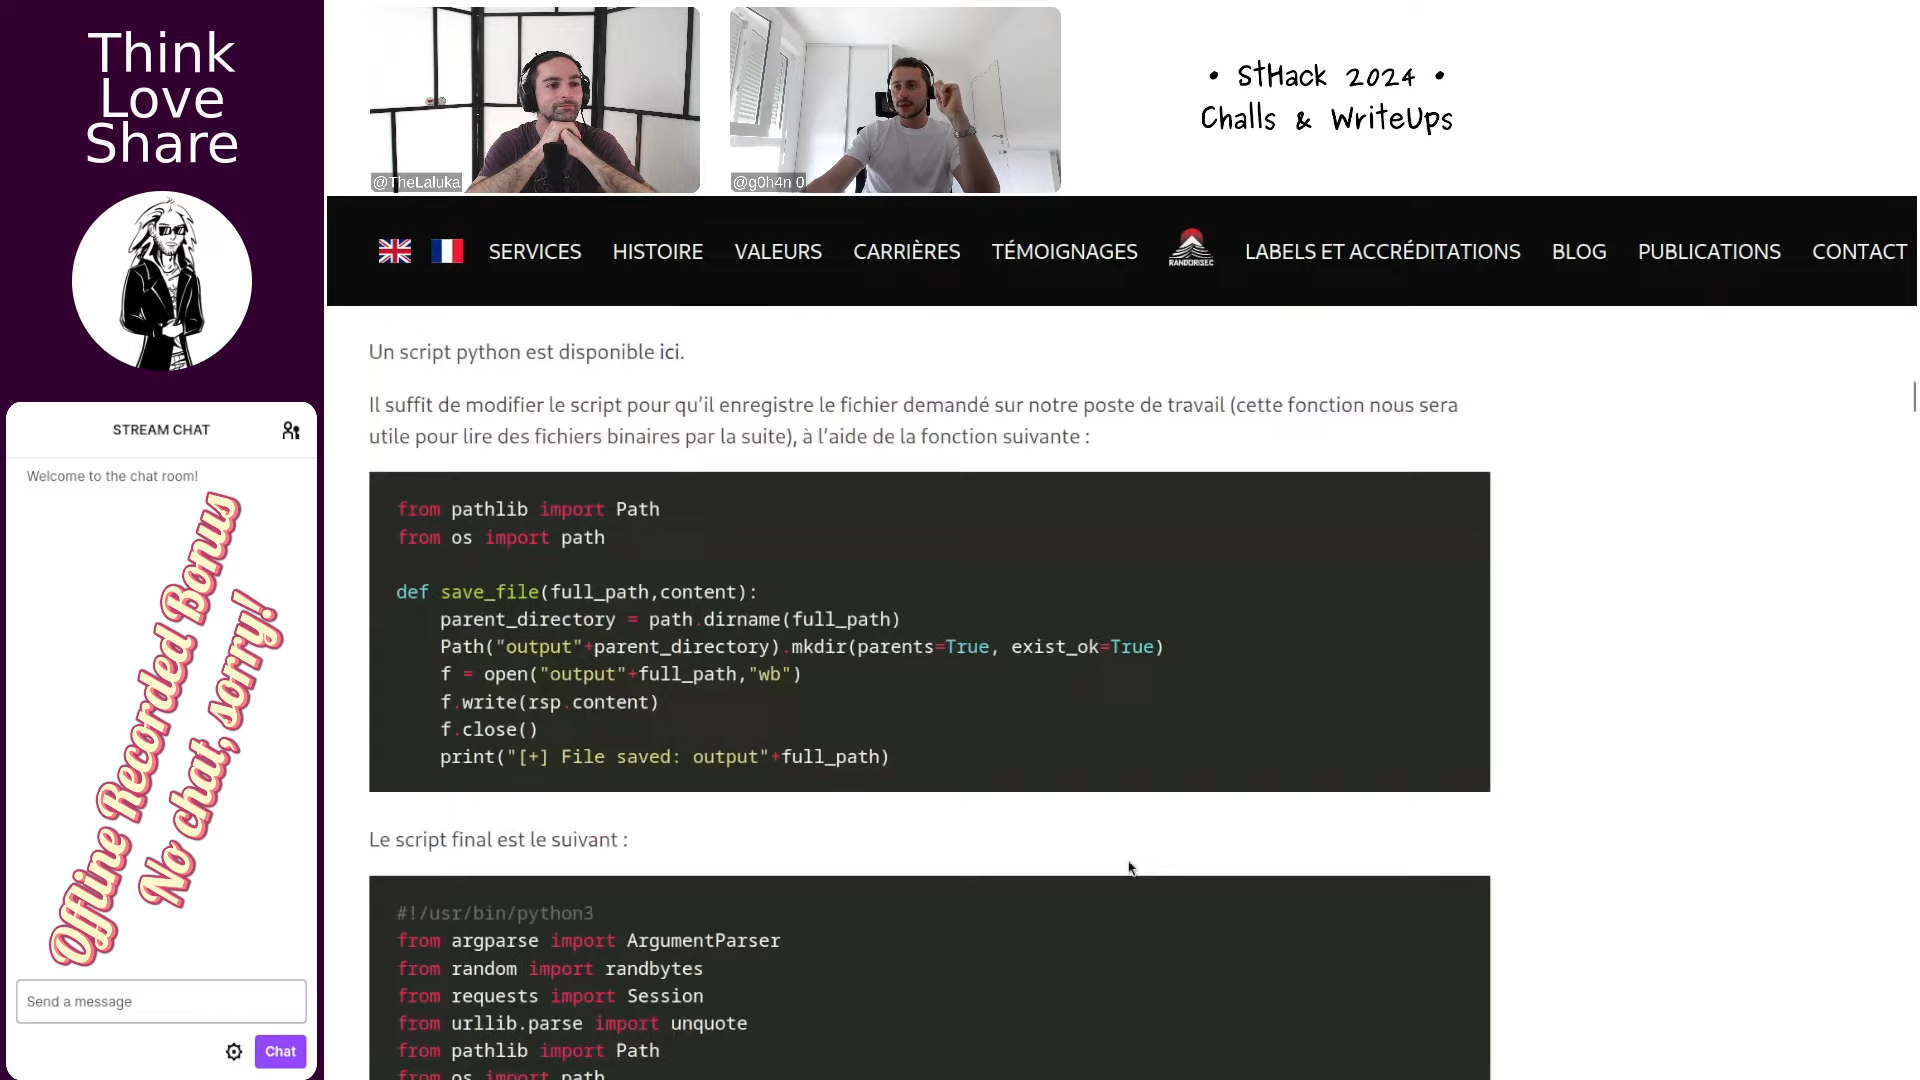 Think
Love
Share
STREAM CHAT
Welcome to the chat room!
Offline Recorded Bonus
No chat, sorry!
Send a message
Chat
@TheLaluka
@g0h4n 0
• StHack 2024 •
Challs & WriteUps
SERVICES HISTOIRE VALEURS CARRIÈRES TÉMOIGNAGES RANDORISEC LABELS ET ACCRÉDITATIONS BLOG PUBLICATIONS CONTACT
Un script python est disponible ici.
Il suffit de modifier le script pour qu’il enregistre le fichier demandé sur notre poste de travail (cette fonction nous sera
utile pour lire des fichiers binaires par la suite), à l’aide de la fonction suivante :
from pathlib import Path
from os import path
def save_file(full_path,content):
parent_directory = path.dirname(full_path)
Path("output"+parent_directory).mkdir(parents=True, exist_ok=True)
f = open("output"+full_path,"wb")
f.write(rsp.content)
f.close()
print("[+] File saved: output"+full_path)
Le script final est le suivant :
#!/usr/bin/python3
from argparse import ArgumentParser
from random import randbytes
from requests import Session
from urllib.parse import unquote
from pathlib import Path
from os import path